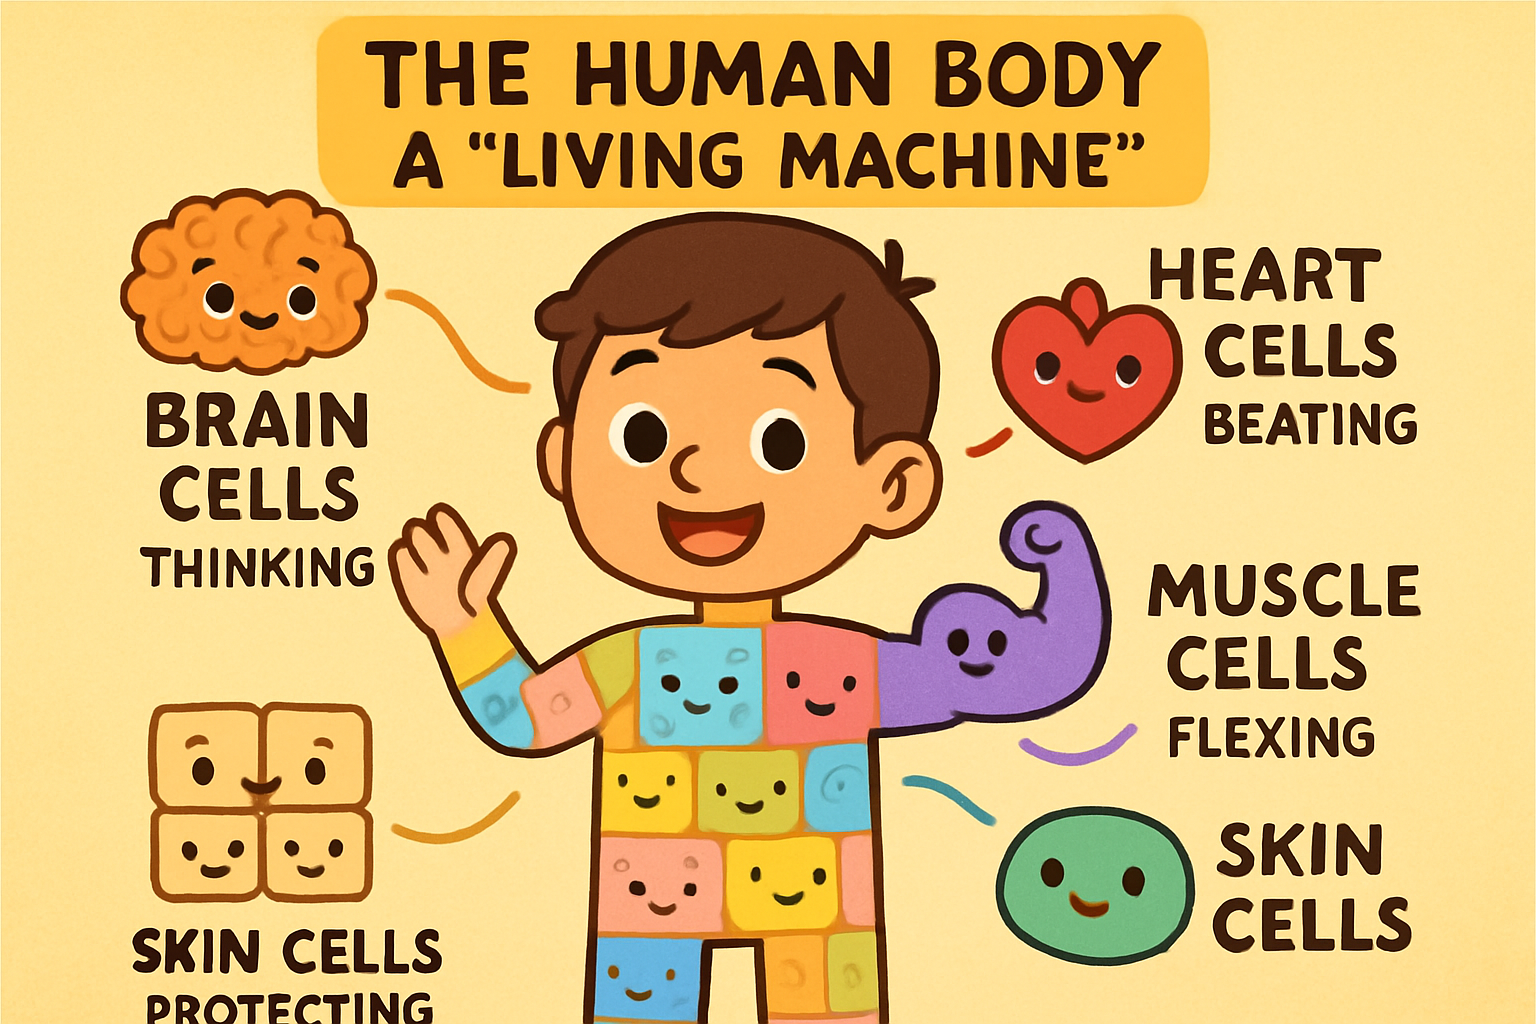 THE HUMAN BODY
A “LIVING MACHINE”
BRAIN
CELLS
THINKING
HEART
CELLS
BEATING
MUSCLE
CELLS
FLEXING
SKIN CELLS
PROTECTING
SKIN
CELLS